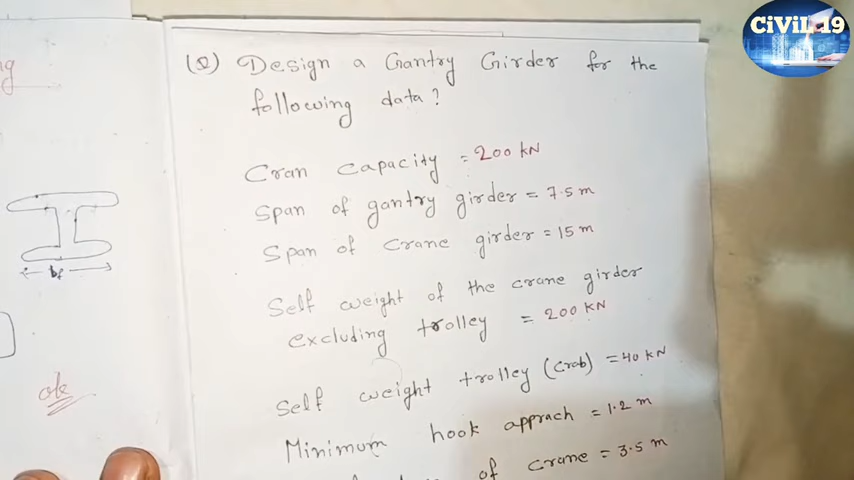 CiViL 19
(Q) Design a Gantry Girder for the
following data?
Cran capacity = 200 kN
Span of gantry girder = 7.5 m
Span of crane girder = 15 m
Self weight of the crane girder
excluding trolley = 200 kN
Self weight trolley (crab) = 40 kN
Minimum hook apprach = 1.2 m
of crane = 3.5 m
bf
ok